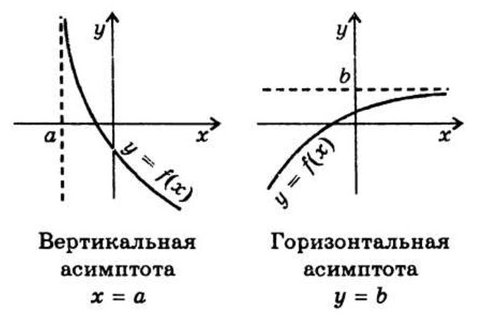 y
a
x
y = f(x)
Вертикальная
асимптота
x = a
y
b
x
y = f(x)
Горизонтальная
асимптота
y = b